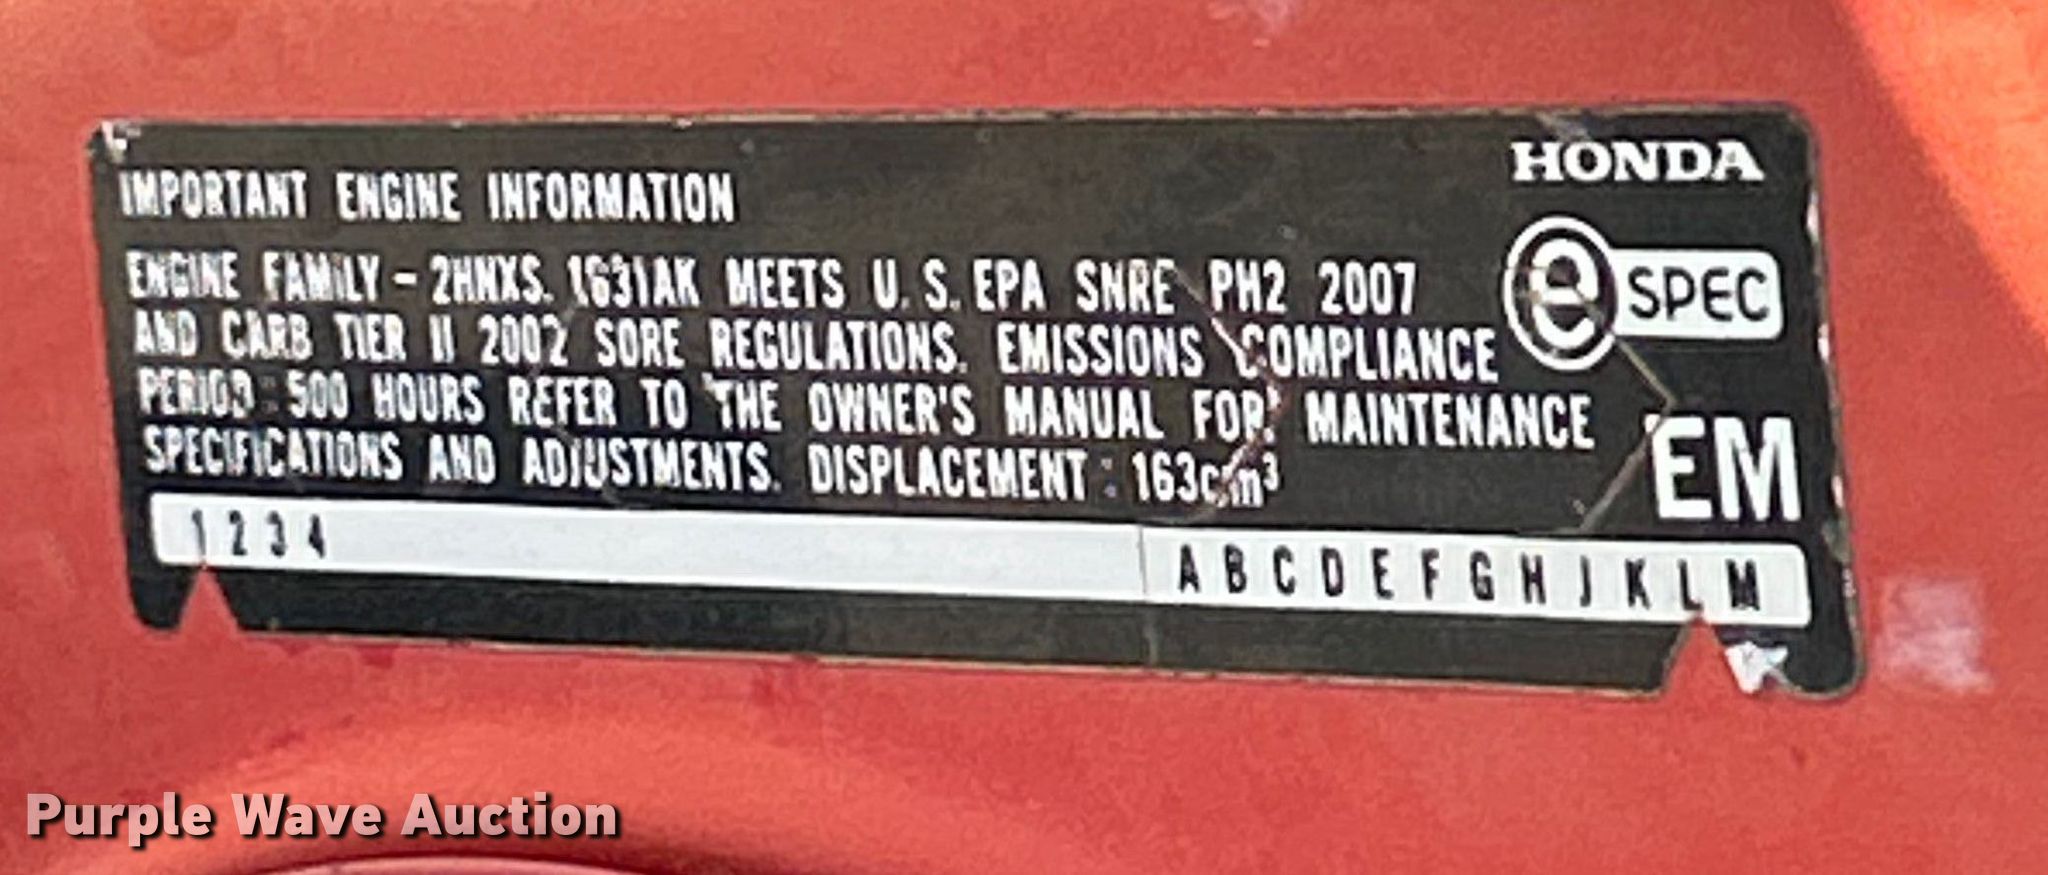 HONDA
IMPORTANT ENGINE INFORMATION
e SPEC
ENGINE FAMILY - 2HNXS. 1631AK MEETS U. S. EPA SNRE PH2 2007
AND CARB TIER II 2002 SORE REGULATIONS. EMISSIONS COMPLIANCE
PERIOD : 500 HOURS REFER TO THE OWNER'S MANUAL FOR MAINTENANCE
SPECIFICATIONS AND ADJUSTMENTS. DISPLACEMENT : 163cm³
EM
1 2 3 4
A B C D E F G H J K L M
Purple Wave Auction